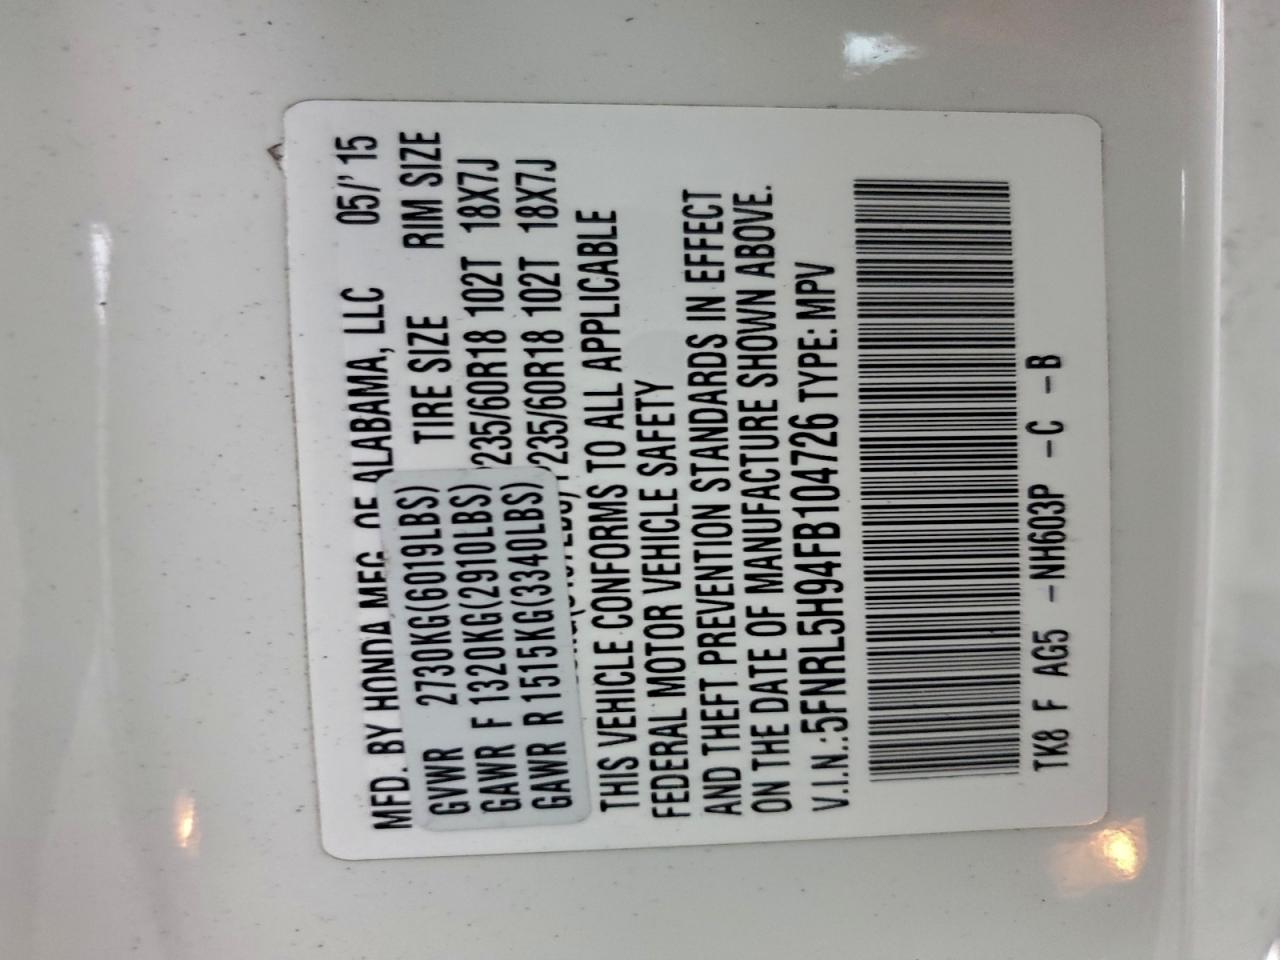 MFD. BY HONDA MFG. OF ALABAMA, LLC 05/'15
TIRE SIZE RIM SIZE
GVWR 2730KG(6019LBS)
GAWR F 1320KG(2910LBS) 235/60R18 102T 18X7J
GAWR R 1515KG(3340LBS) 235/60R18 102T 18X7J
THIS VEHICLE CONFORMS TO ALL APPLICABLE
FEDERAL MOTOR VEHICLE SAFETY
AND THEFT PREVENTION STANDARDS IN EFFECT
ON THE DATE OF MANUFACTURE SHOWN ABOVE.
V.I.N.:5FNRL5H94FB104726 TYPE: MPV
TK8 F AG5 -NH603P -C -B